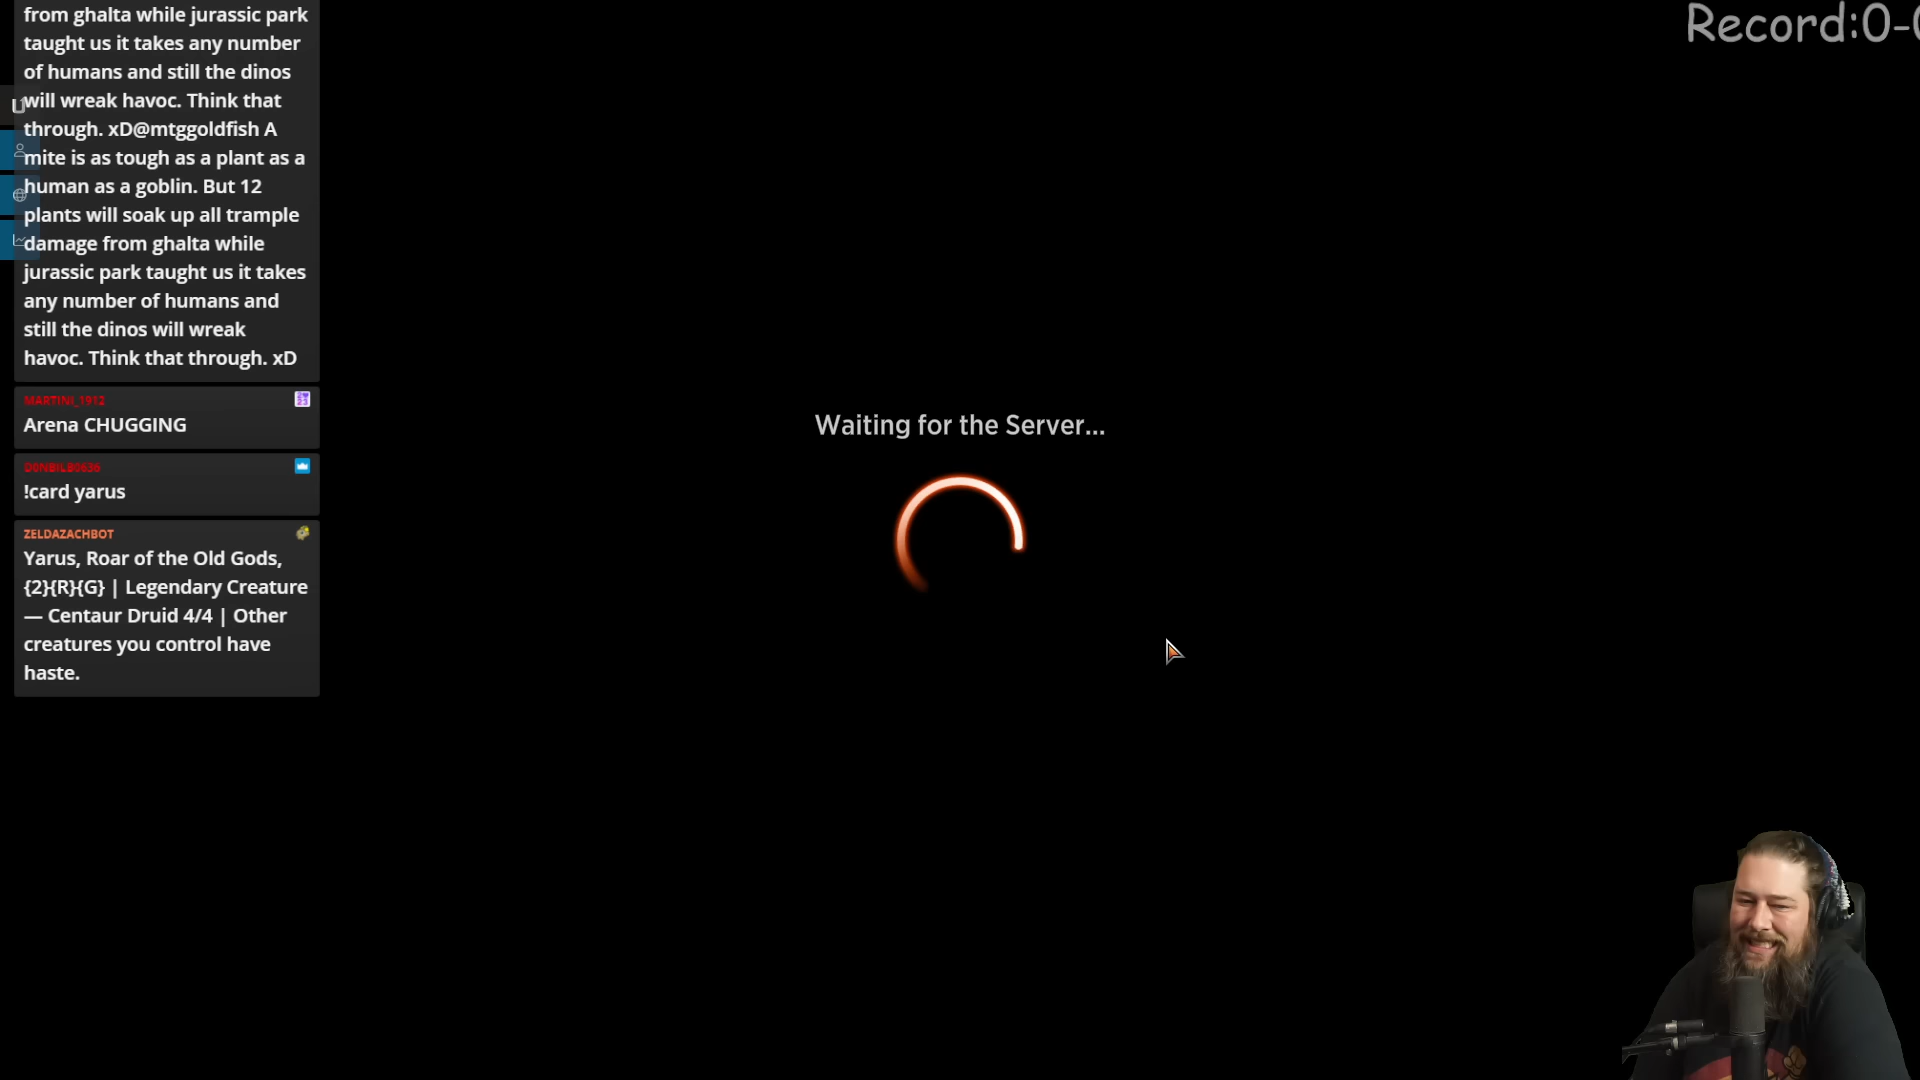 from ghalta while jurassic park
taught us it takes any number
of humans and still the dinos
will wreak havoc. Think that
through. xD@mtggoldfish A
mite is as tough as a plant as a
human as a goblin. But 12
plants will soak up all trample
damage from ghalta while
jurassic park taught us it takes
any number of humans and
still the dinos will wreak
havoc. Think that through. xD
MARTINI_1912
Arena CHUGGING
D0NBILB0636
!card yarus
ZELDAZACHBOT
Yarus, Roar of the Old Gods,
{2}{R}{G} | Legendary Creature
— Centaur Druid 4/4 | Other
creatures you control have
haste.
Waiting for the Server...
Record:0-0